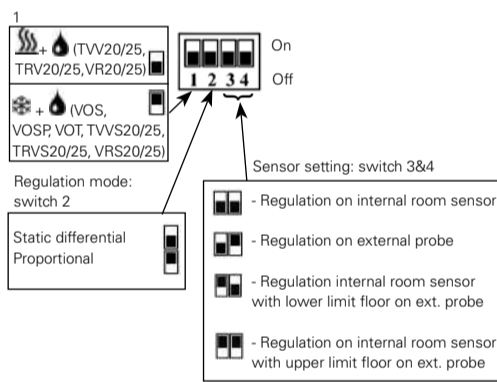 1
+ (TVV20/25,
TRV20/25,VR20/25)
+ (VOS,
VOSP, VOT, TVVS20/25,
TRVS20/25, VRS20/25)
On
Off
1 2 3 4
Regulation mode:
switch 2
Static differential
Proportional
Sensor setting: switch 3&4
- Regulation on internal room sensor
- Regulation on external probe
- Regulation internal room sensor
with lower limit floor on ext. probe
- Regulation on internal room sensor
with upper limit floor on ext. probe